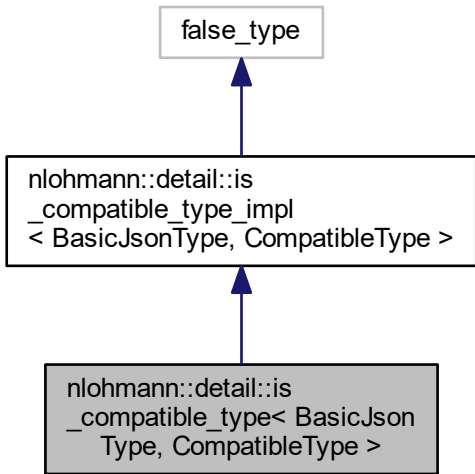 false_type
nlohmann::detail::is
_compatible_type_impl
< BasicJsonType, CompatibleType >
nlohmann::detail::is
_compatible_type< BasicJson
Type, CompatibleType >